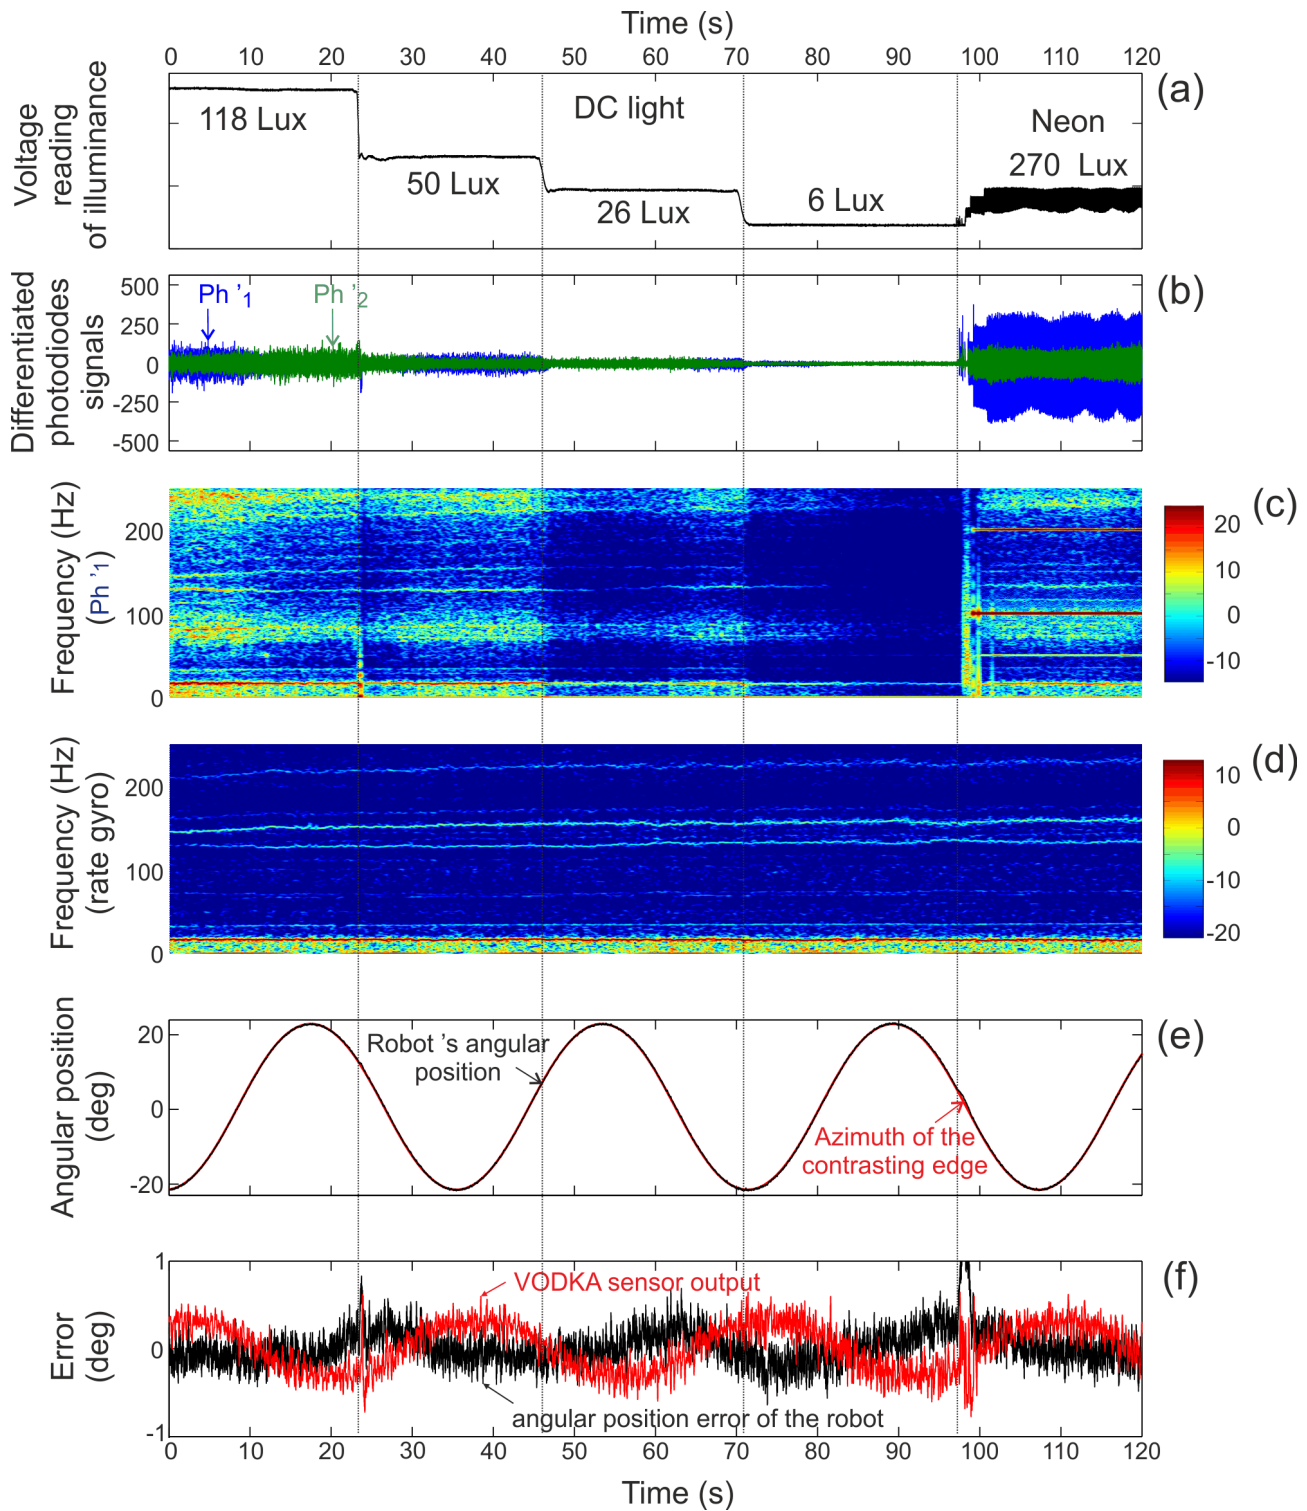 Time (s)
0 10 20 30 40 50 60 70 80 90 100 120
(a)
Voltage
reading
of illuminance
118 Lux
50 Lux
DC light
26 Lux
6 Lux
Neon
270 Lux
(b)
Differentiated
photodiodes
signals
500
250
0
-250
-500
Ph '1
Ph '2
(c)
Frequency (Hz)
(Ph '1)
200
100
0
20
10
0
-10
(d)
Frequency (Hz)
(rate gyro)
200
100
0
10
0
-10
-20
(e)
Angular position
(deg)
20
0
-20
Robot 's angular
position
Azimuth of the
contrasting edge
(f)
Error
(deg)
1
0
-1
VODKA sensor output
angular position error of the robot
0 10 20 30 40 50 60 70 80 90 100 110 120
Time (s)